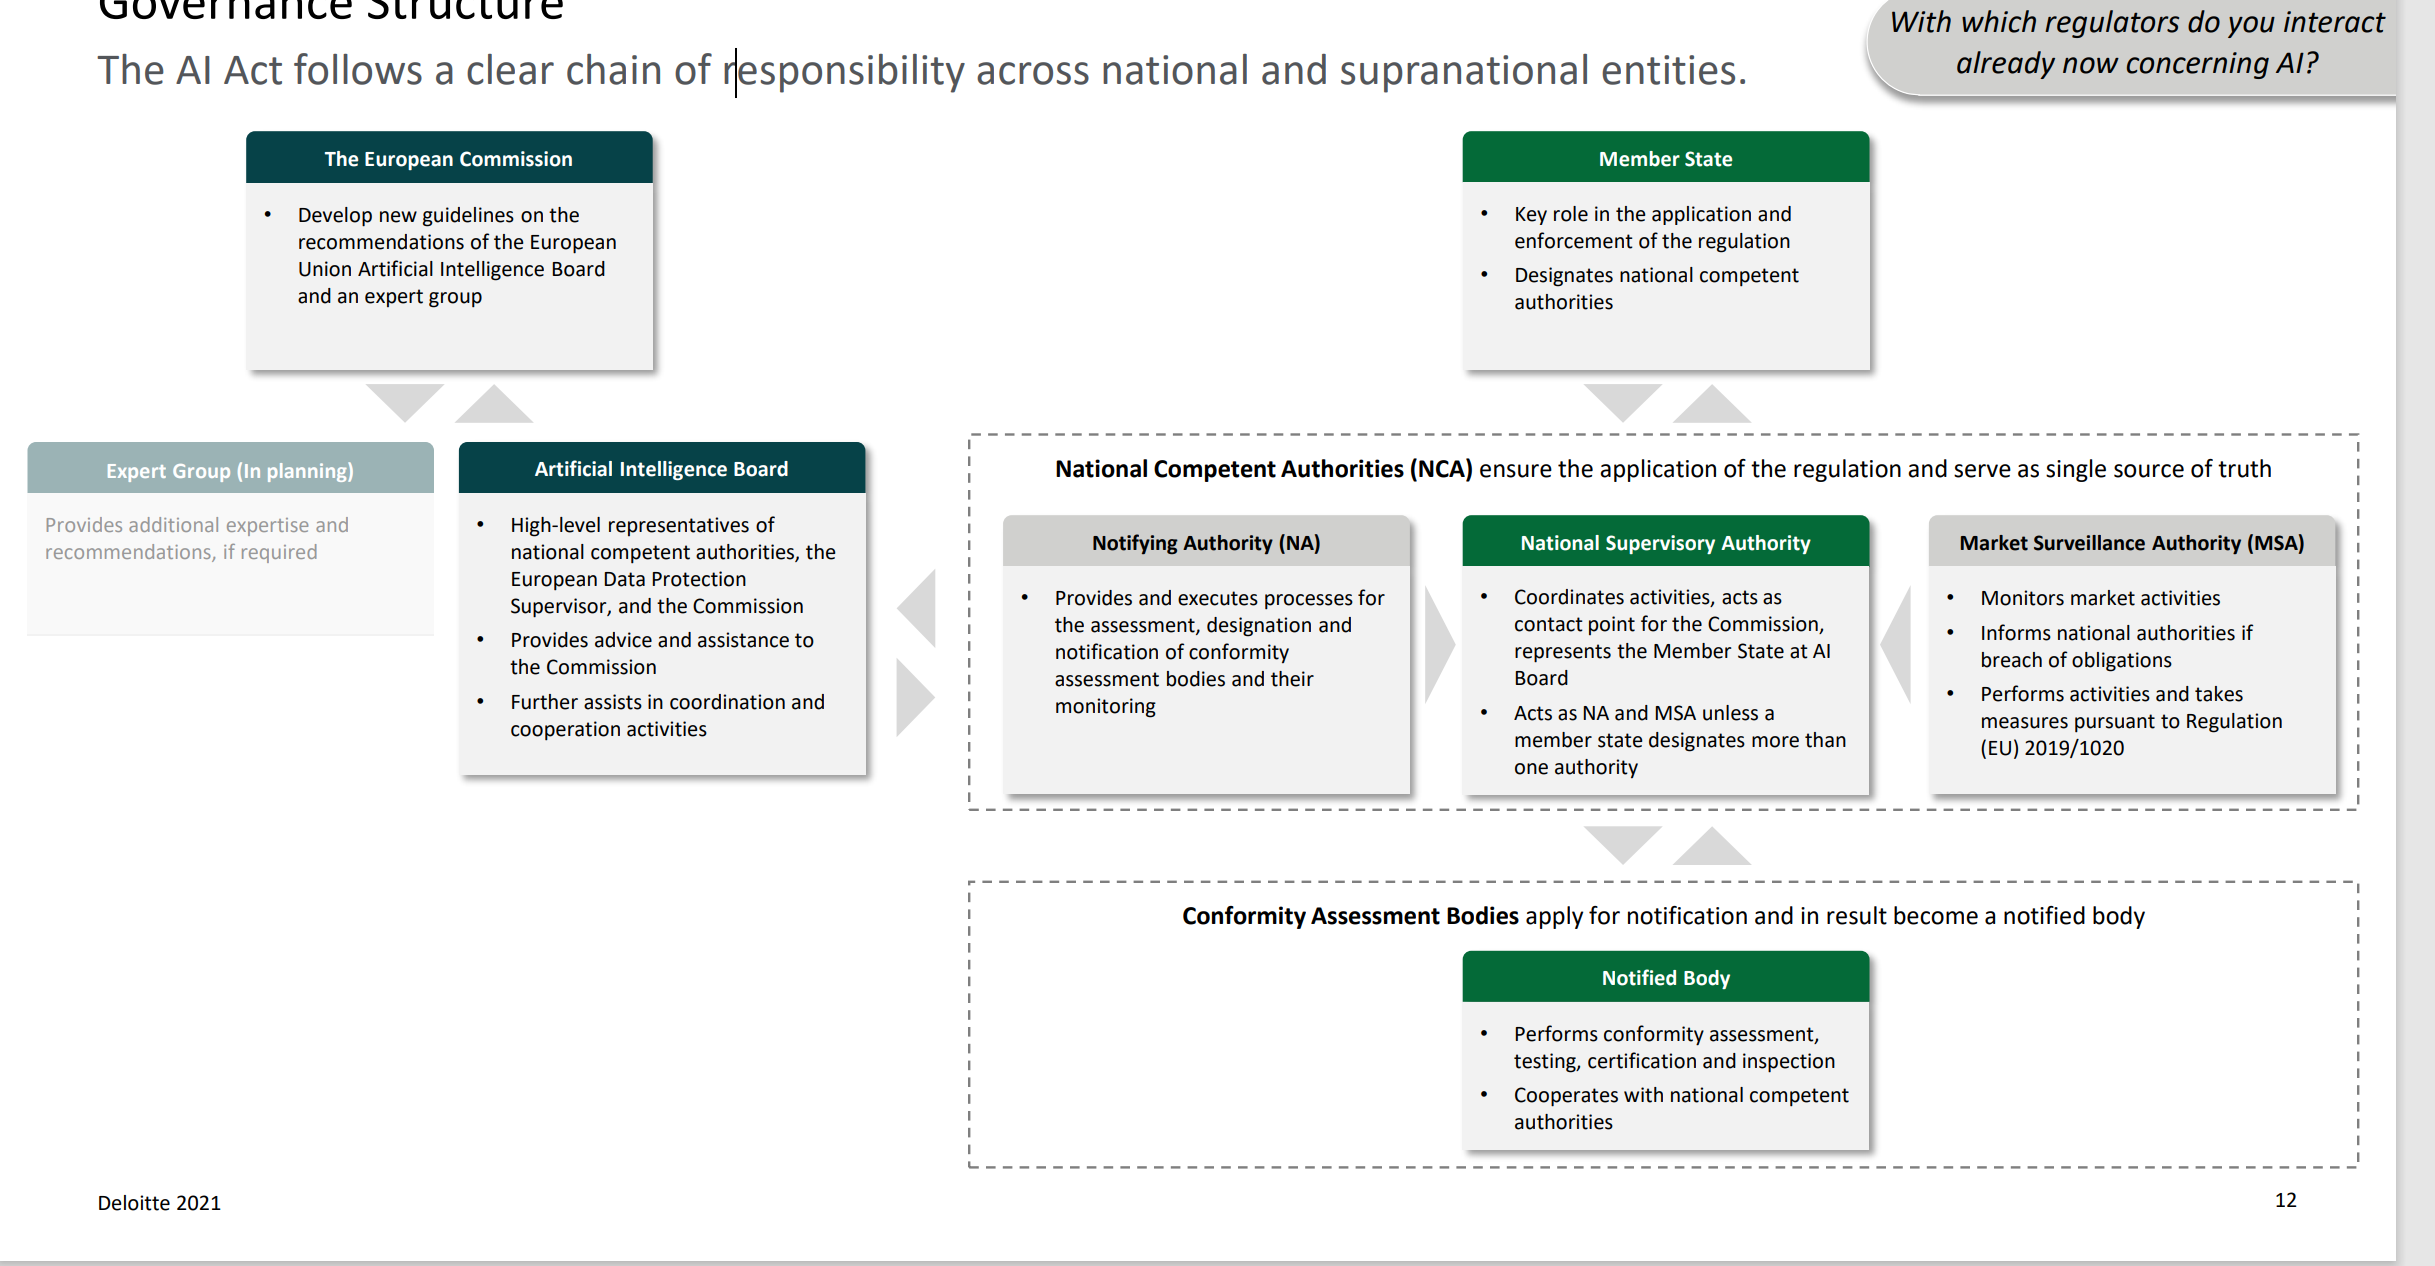 Governance Structure
With which regulators do you interact
already now concerning AI?
The AI Act follows a clear chain of responsibility across national and supranational entities.
The European Commission
• Develop new guidelines on the
recommendations of the European
Union Artificial Intelligence Board
and an expert group
Member State
• Key role in the application and
enforcement of the regulation
• Designates national competent
authorities
Expert Group (In planning)
Provides additional expertise and
recommendations, if required
Artificial Intelligence Board
• High-level representatives of
national competent authorities, the
European Data Protection
Supervisor, and the Commission
• Provides advice and assistance to
the Commission
• Further assists in coordination and
cooperation activities
National Competent Authorities (NCA) ensure the application of the regulation and serve as single source of truth
Notifying Authority (NA)
• Provides and executes processes for
the assessment, designation and
notification of conformity
assessment bodies and their
monitoring
National Supervisory Authority
• Coordinates activities, acts as
contact point for the Commission,
represents the Member State at AI
Board
• Acts as NA and MSA unless a
member state designates more than
one authority
Market Surveillance Authority (MSA)
• Monitors market activities
• Informs national authorities if
breach of obligations
• Performs activities and takes
measures pursuant to Regulation
(EU) 2019/1020
Conformity Assessment Bodies apply for notification and in result become a notified body
Notified Body
• Performs conformity assessment,
testing, certification and inspection
• Cooperates with national competent
authorities
Deloitte 2021
12